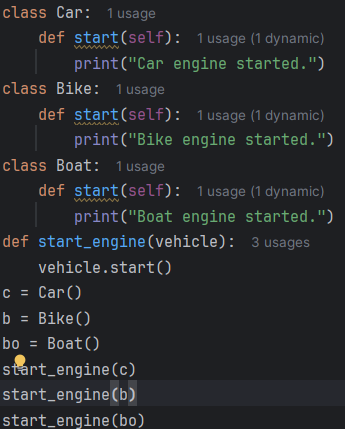 class Car:  1 usage
    def start(self):  1 usage (1 dynamic)
        print("Car engine started.")
class Bike:  1 usage
    def start(self):  1 usage (1 dynamic)
        print("Bike engine started.")
class Boat:  1 usage
    def start(self):  1 usage (1 dynamic)
        print("Boat engine started.")
def start_engine(vehicle):  3 usages
    vehicle.start()
c = Car()
b = Bike()
bo = Boat()
start_engine(c)
start_engine(b)
start_engine(bo)